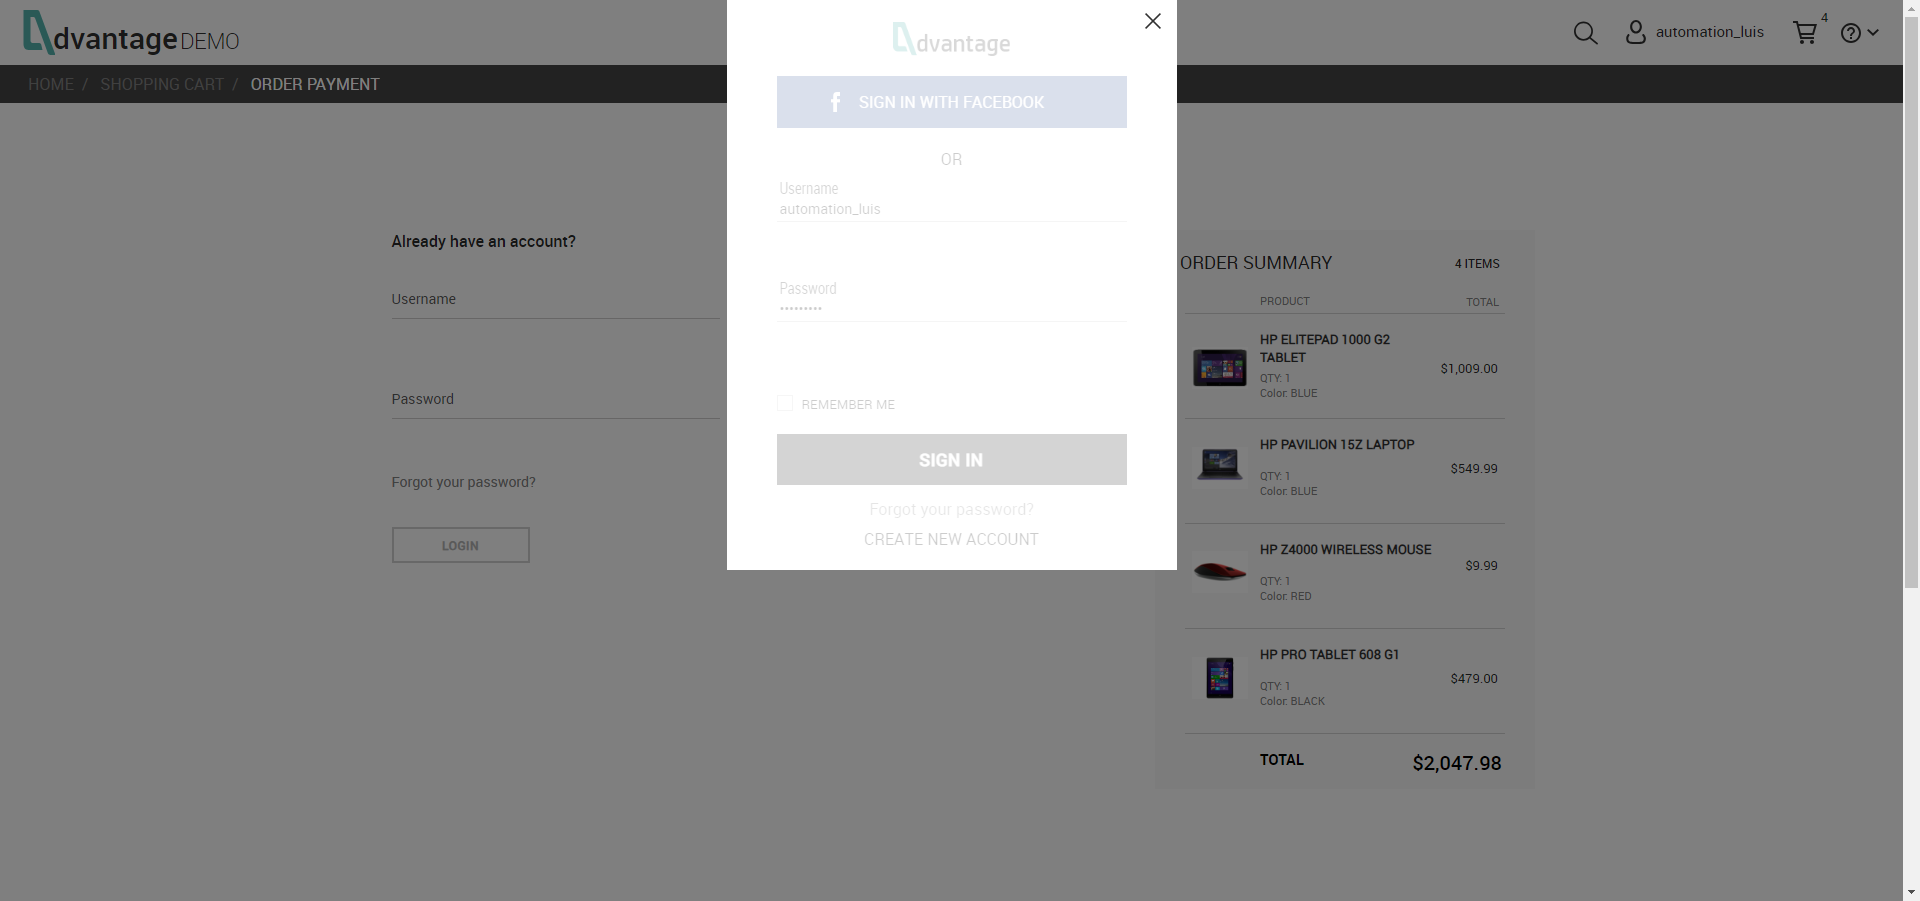 dvantage DEMO
automation_luis
4
HOME / SHOPPING CART / ORDER PAYMENT
dvantage
SIGN IN WITH FACEBOOK
OR
Username
automation_luis
Password
•••••••••
REMEMBER ME
SIGN IN
Forgot your password?
CREATE NEW ACCOUNT
Already have an account?
Username
Password
Forgot your password?
LOGIN
ORDER SUMMARY 4 ITEMS
PRODUCT TOTAL
HP ELITEPAD 1000 G2
TABLET
$1,009.00
QTY: 1
Color: BLUE
HP PAVILION 15Z LAPTOP
$549.99
QTY: 1
Color: BLUE
HP Z4000 WIRELESS MOUSE
$9.99
QTY: 1
Color: RED
HP PRO TABLET 608 G1
$479.00
QTY: 1
Color: BLACK
TOTAL $2,047.98